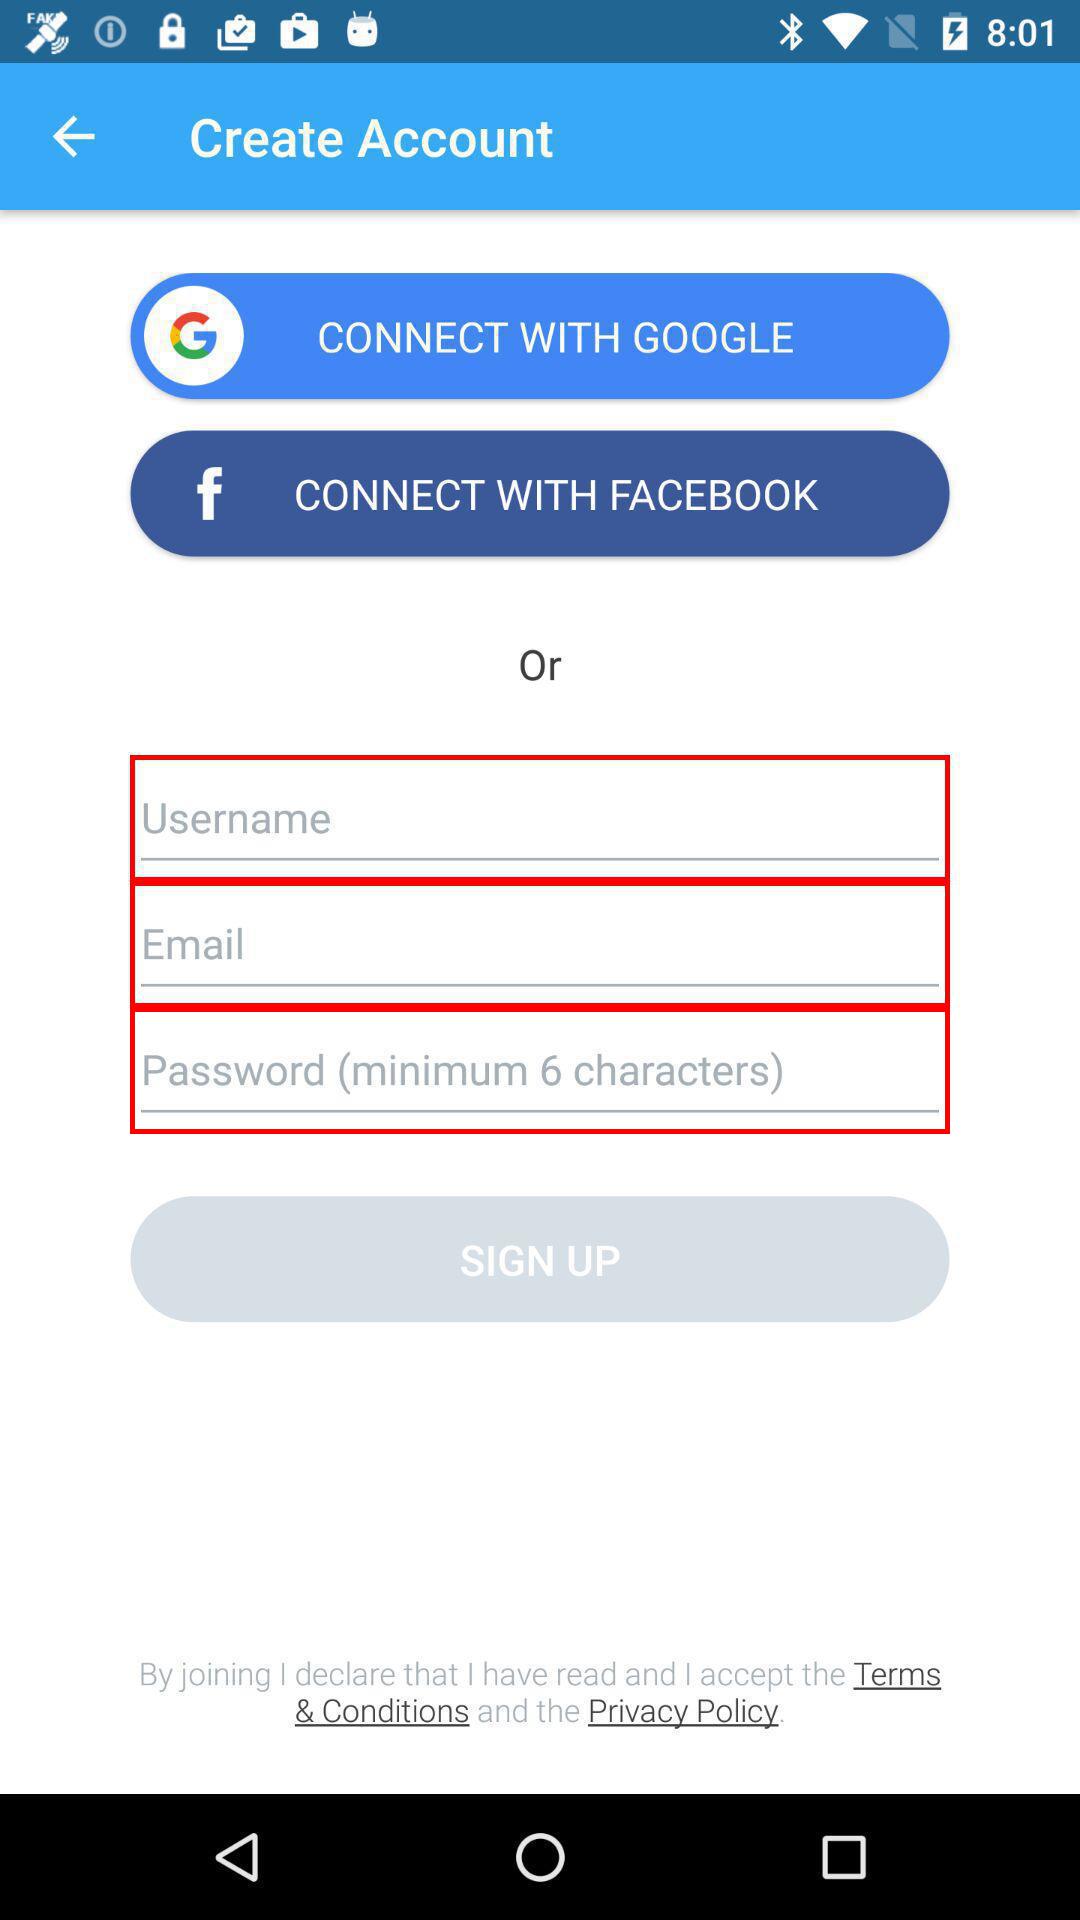 FAKE
8:01
Create Account
CONNECT WITH GOOGLE
CONNECT WITH FACEBOOK
Or
Username
Email
Password (minimum 6 characters)
SIGN UP
By joining I declare that I have read and I accept the Terms
& Conditions and the Privacy Policy.